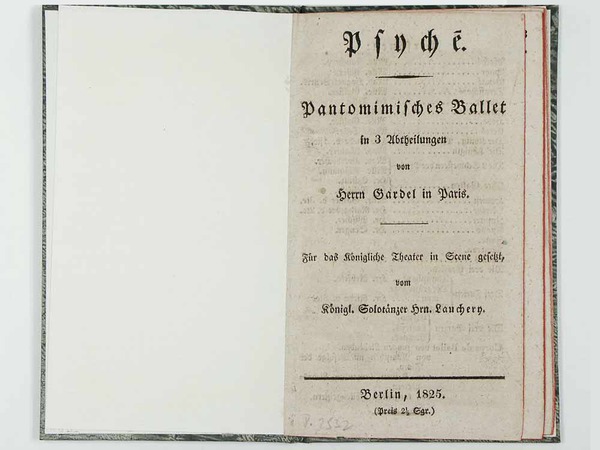 Psychē.
Pantomimisches Ballet
in 3 Abtheilungen
von
Herrn Gardel in Paris.
Für das Königliche Theater in Scene gesetzt,
vom
Königl. Solotänzer Hrn. Lauchery.
Berlin, 1825.
(Preis 2½ Sgr.)